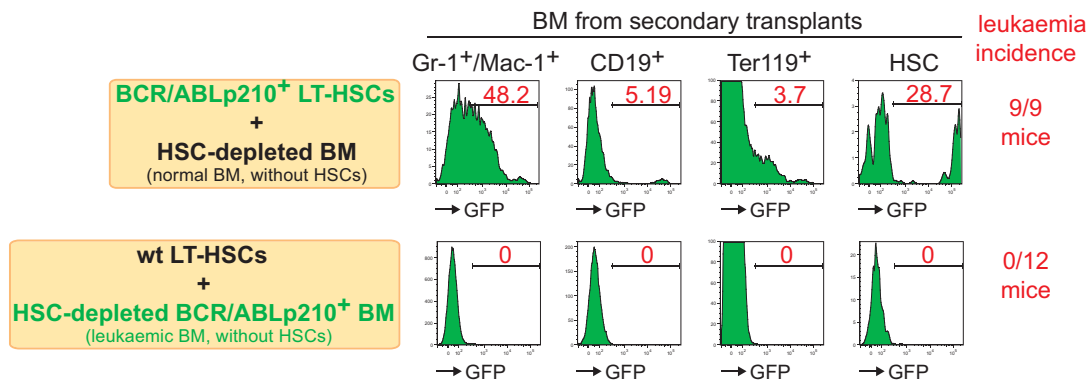 BM from secondary transplants
leukaemia
incidence
Gr-1+/Mac-1+ CD19+ Ter119+ HSC
BCR/ABLp210+ LT-HSCs
+
HSC-depleted BM
(normal BM, without HSCs)
48.2 5.19 3.7 28.7
9/9
mice
GFP GFP GFP GFP
wt LT-HSCs
+
HSC-depleted BCR/ABLp210+ BM
(leukaemic BM, without HSCs)
0 0 0 0
0/12
mice
GFP GFP GFP GFP